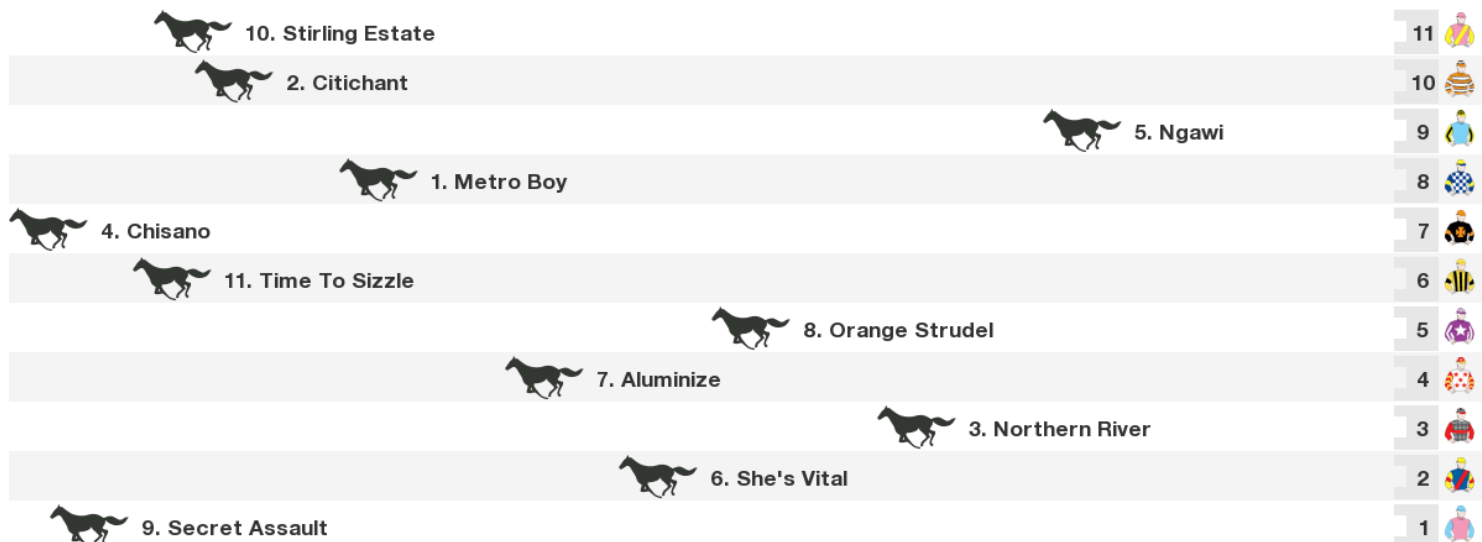 10. Stirling Estate 11
2. Citichant 10
5. Ngawi 9
1. Metro Boy 8
4. Chisano 7
11. Time To Sizzle 6
8. Orange Strudel 5
7. Aluminize 4
3. Northern River 3
6. She's Vital 2
9. Secret Assault 1